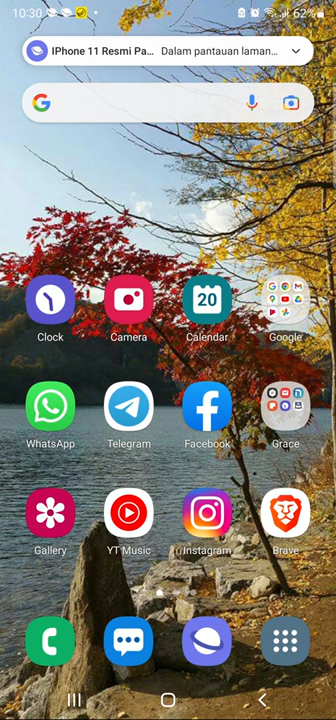 10:30 62%
IPhone 11 Resmi Pa... Dalam pantauan laman...
Clock Camera 20 Calendar Google
WhatsApp Telegram Facebook Grace
Gallery YT Music Instagram Brave